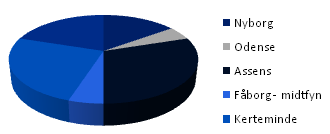 Nyborg
Odense
Assens
Fåborg- midtfyn
Kerteminde